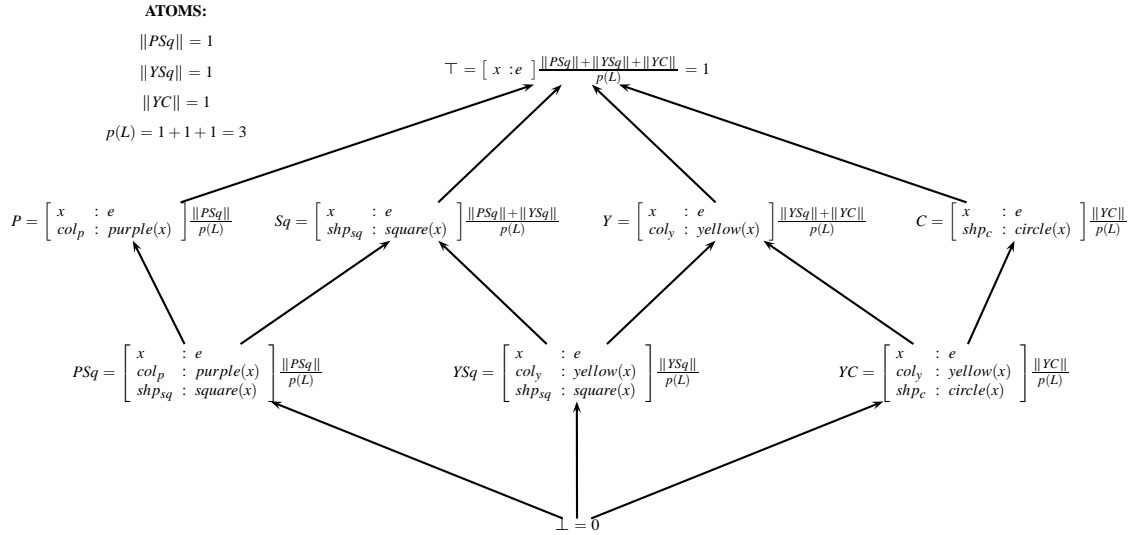 ATOMS:
‖PSq‖ = 1
‖YSq‖ = 1
‖YC‖ = 1
p(L) = 1 + 1 + 1 = 3
⊤ = [ x : e ] ‖PSq‖+‖YSq‖+‖YC‖ / p(L) = 1
P = [ x : e
col_p : purple(x) ] ‖PSq‖ / p(L)
Sq = [ x : e
shp_sq : square(x) ] ‖PSq‖+‖YSq‖ / p(L)
Y = [ x : e
col_y : yellow(x) ] ‖YSq‖+‖YC‖ / p(L)
C = [ x : e
shp_c : circle(x) ] ‖YC‖ / p(L)
PSq = [ x : e
col_p : purple(x)
shp_sq : square(x) ] ‖PSq‖ / p(L)
YSq = [ x : e
col_y : yellow(x)
shp_sq : square(x) ] ‖YSq‖ / p(L)
YC = [ x : e
col_y : yellow(x)
shp_c : circle(x) ] ‖YC‖ / p(L)
⊥ = 0